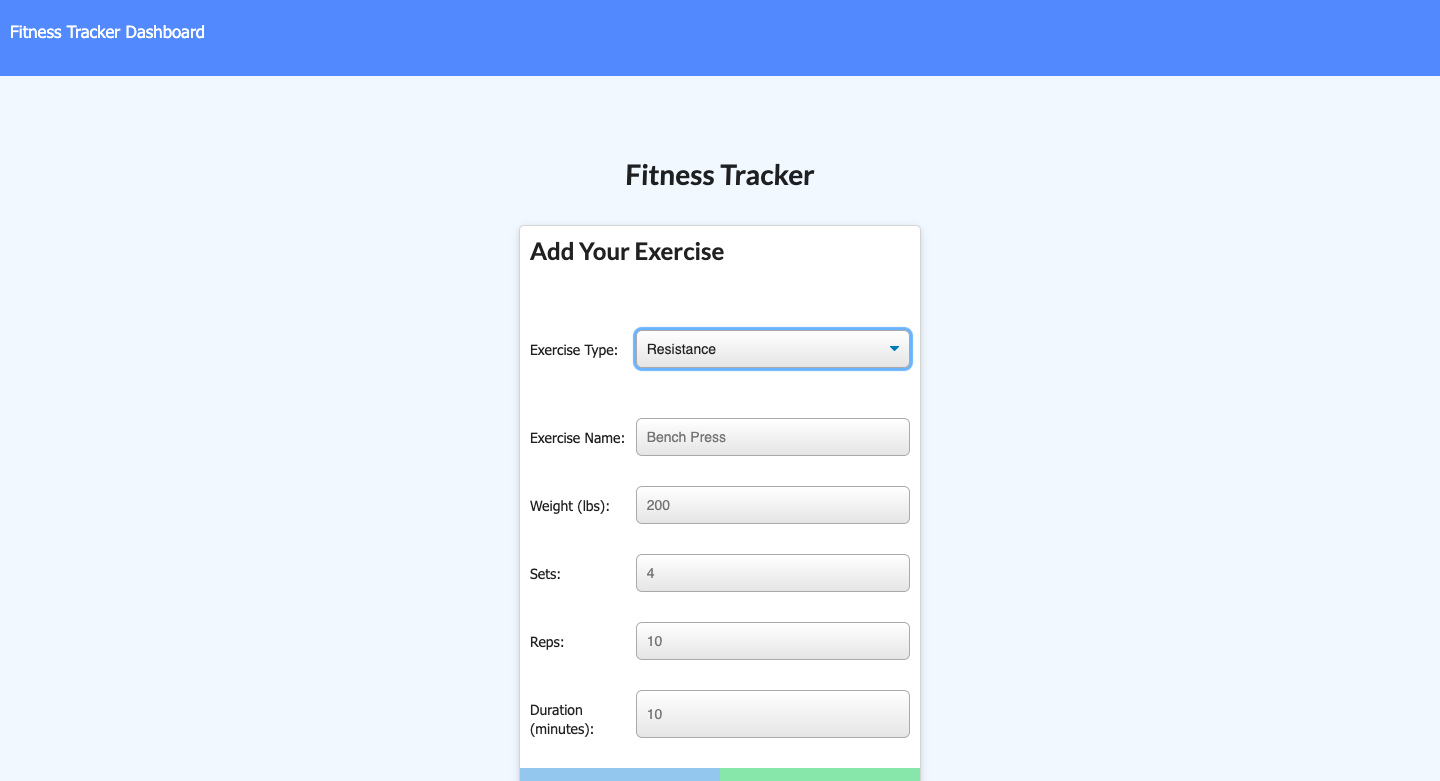 Fitness Tracker Dashboard
Fitness Tracker
Add Your Exercise
Exercise Type: Resistance
Exercise Name: Bench Press
Weight (lbs): 200
Sets: 4
Reps: 10
Duration
(minutes): 10